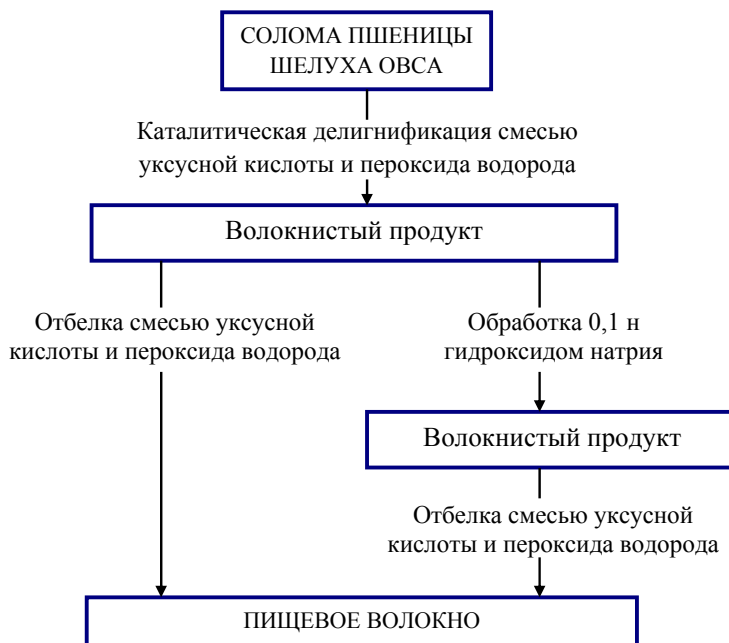 СОЛОМА ПШЕНИЦЫ
ШЕЛУХА ОВСА
Каталитическая делигнификация смесью
уксусной кислоты и пероксида водорода
Волокнистый продукт
Отбелка смесью уксусной
кислоты и пероксида водорода
Обработка 0,1 н
гидроксидом натрия
Волокнистый продукт
Отбелка смесью уксусной
кислоты и пероксида водорода
ПИЩЕВОЕ ВОЛОКНО